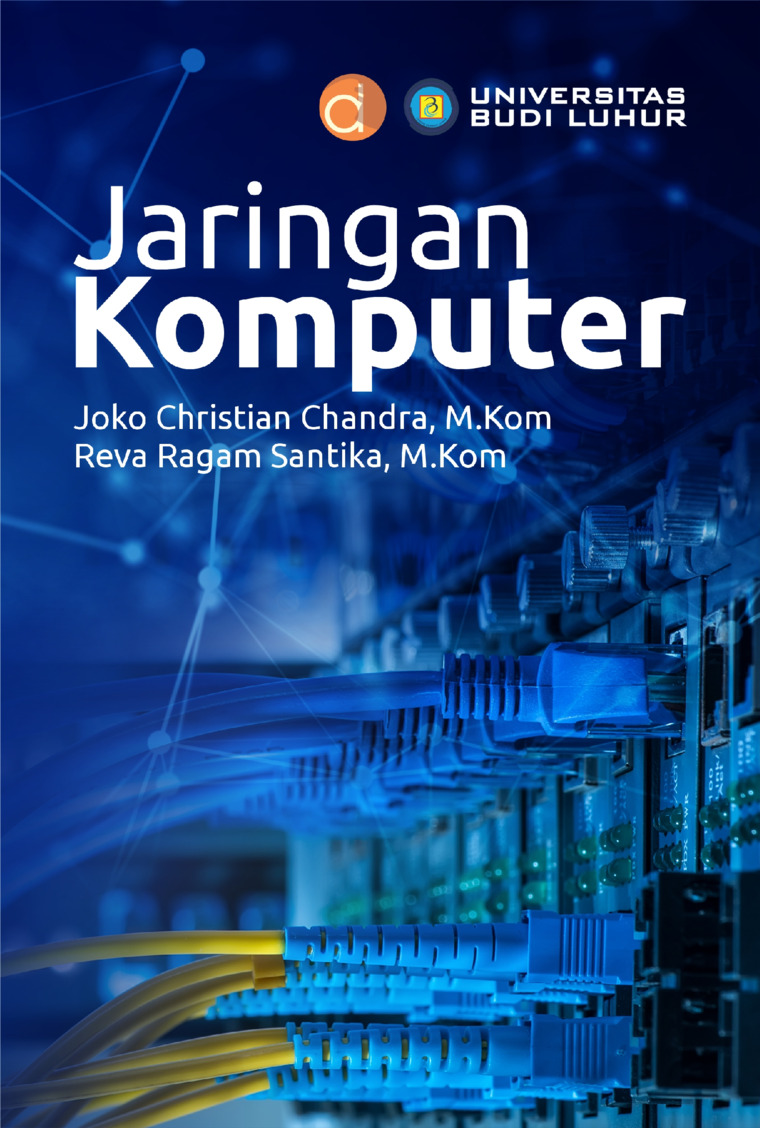 UNIVERSITAS
BUDI LUHUR
Jaringan
Komputer
Joko Christian Chandra, M.Kom
Reva Ragam Santika, M.Kom